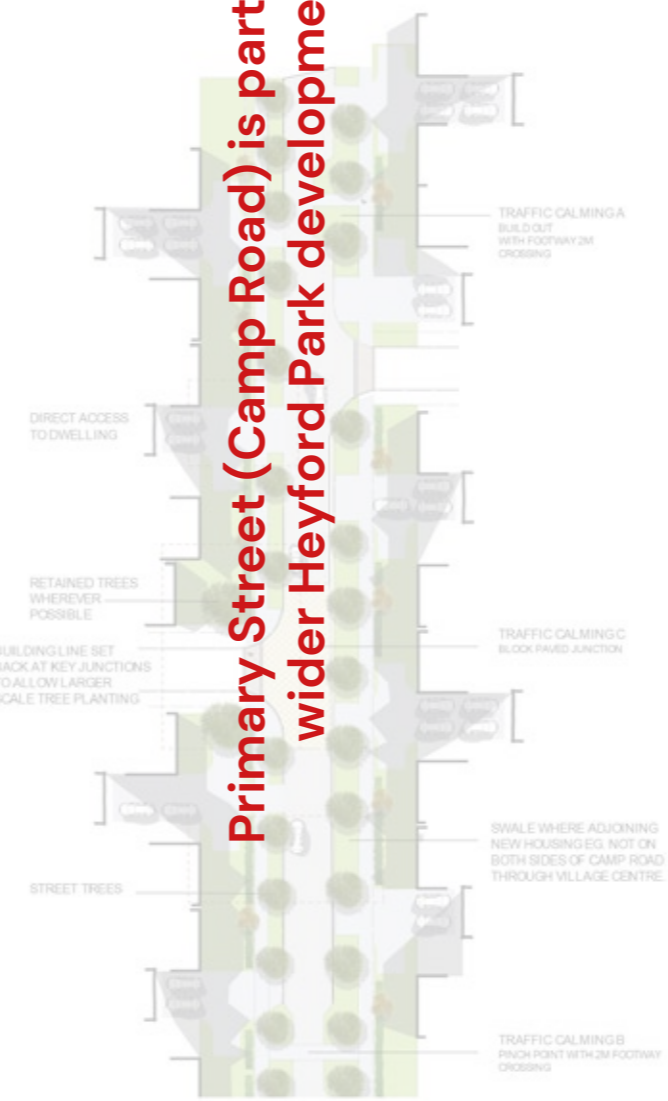 Primary Street (Camp Road) is part
wider Heyford Park developme
TRAFFIC CALMING A
BUILD OUT
WITH FOOTWAY 2M
CROSSING
DIRECT ACCESS
TO DWELLING
RETAINED TREES
WHEREVER
POSSIBLE
BUILDING LINE SET
BACK AT KEY JUNCTIONS
TO ALLOW LARGER
SCALE TREE PLANTING
TRAFFIC CALMING C
BLOCK PAVED JUNCTION
SWALE WHERE ADJOINING
NEW HOUSING EG. NOT ON
BOTH SIDES OF CAMP ROAD
THROUGH VILLAGE CENTRE.
STREET TREES
TRAFFIC CALMING B
PINCH POINT WITH 2M FOOTWAY
CROSSING